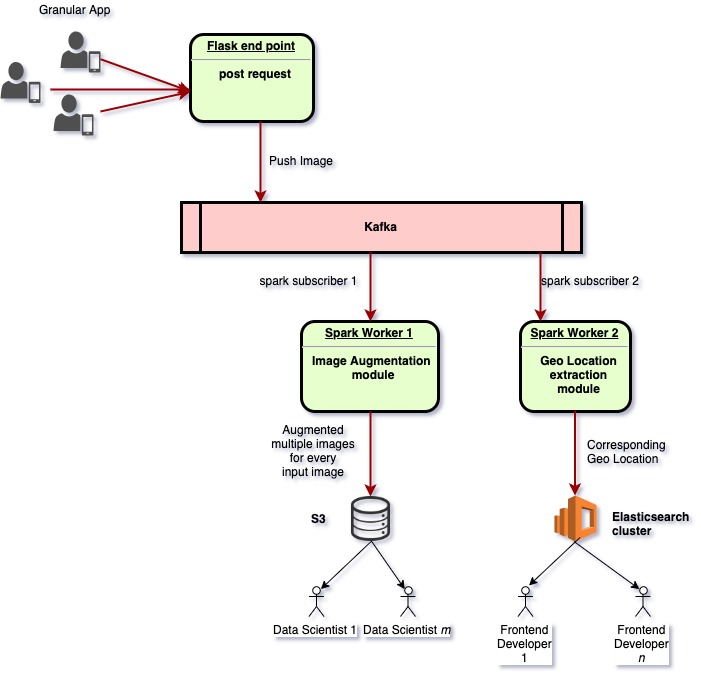 Granular App
Flask end point
post request
Push Image
Kafka
spark subscriber 1
spark subscriber 2
Spark Worker 1
Image Augmentation
module
Spark Worker 2
Geo Location
extraction
module
Augmented
multiple images
for every
input image
Corresponding
Geo Location
S3
Elasticsearch
cluster
Data Scientist 1
Data Scientist m
Frontend
Developer
1
Frontend
Developer
n